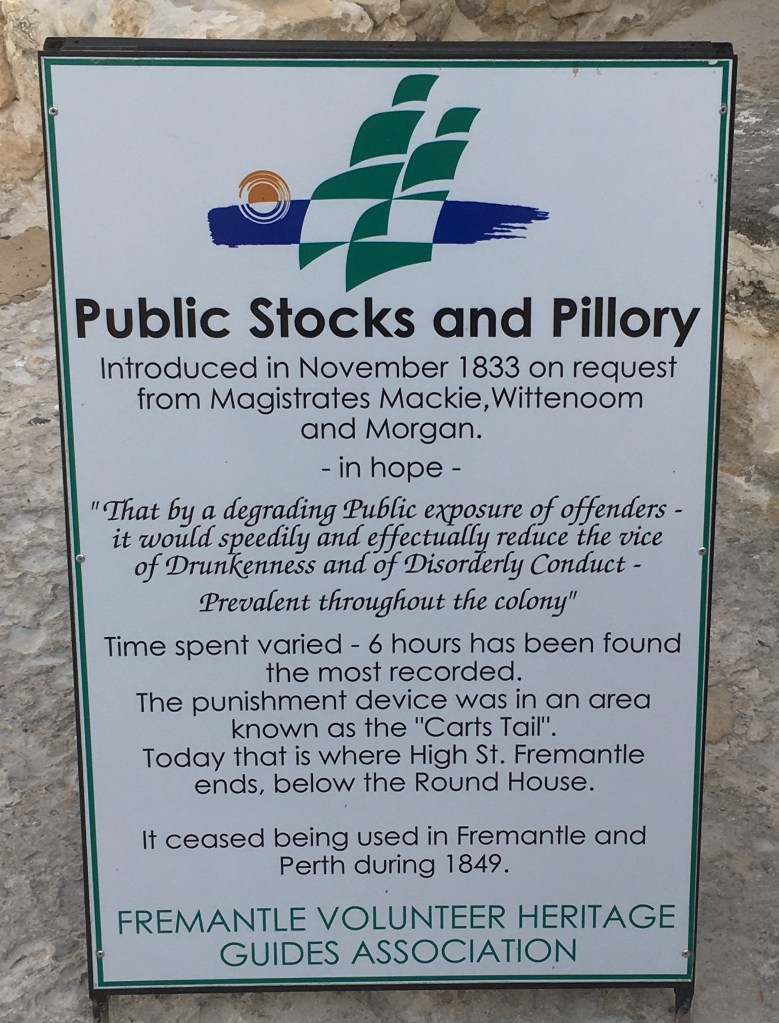 Public Stocks and Pillory
Introduced in November 1833 on request
from Magistrates Mackie,Wittenoom
and Morgan.
- in hope -
"That by a degrading Public exposure of offenders -
it would speedily and effectually reduce the vice
of Drunkenness and of Disorderly Conduct -
Prevalent throughout the colony"
Time spent varied - 6 hours has been found
the most recorded.
The punishment device was in an area
known as the "Carts Tail".
Today that is where High St. Fremantle
ends, below the Round House.
It ceased being used in Fremantle and
Perth during 1849.
FREMANTLE VOLUNTEER HERITAGE
GUIDES ASSOCIATION